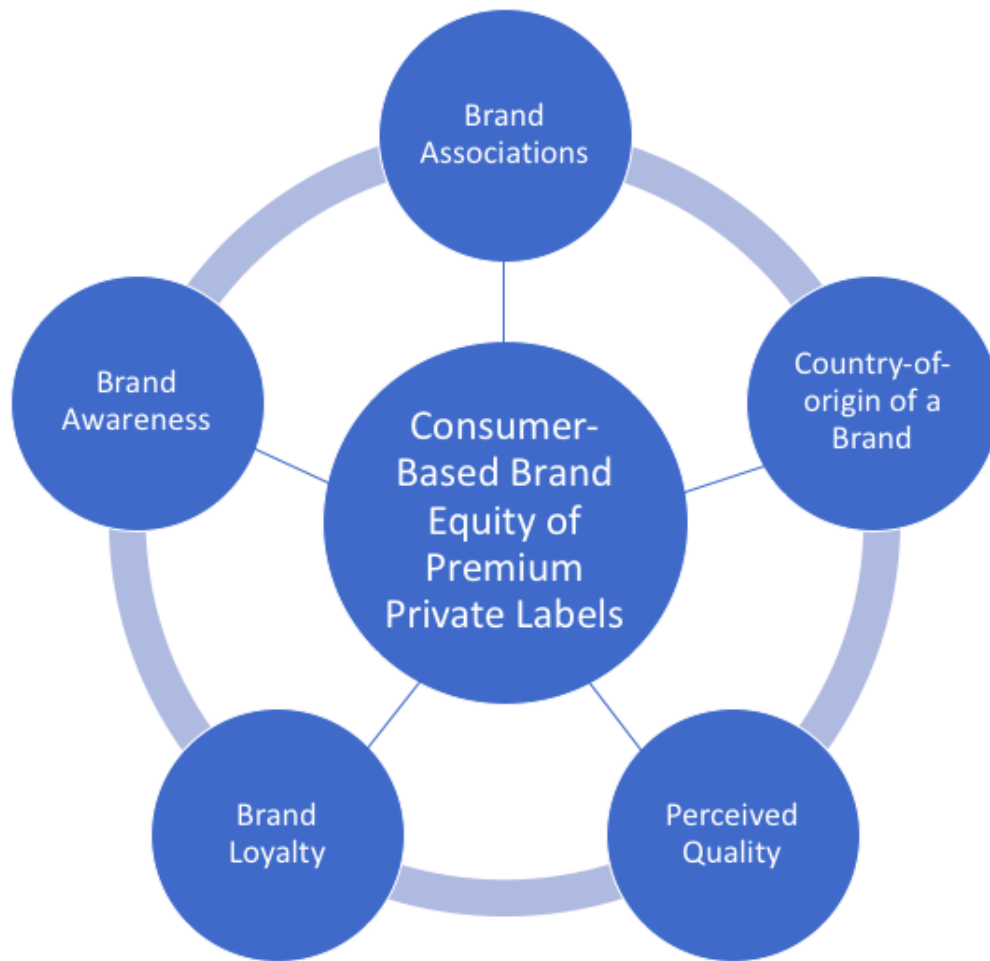 Brand
Associations
Country-of-
origin of a
Brand
Brand
Awareness
Consumer-
Based Brand
Equity of
Premium
Private Labels
Brand
Loyalty
Perceived
Quality